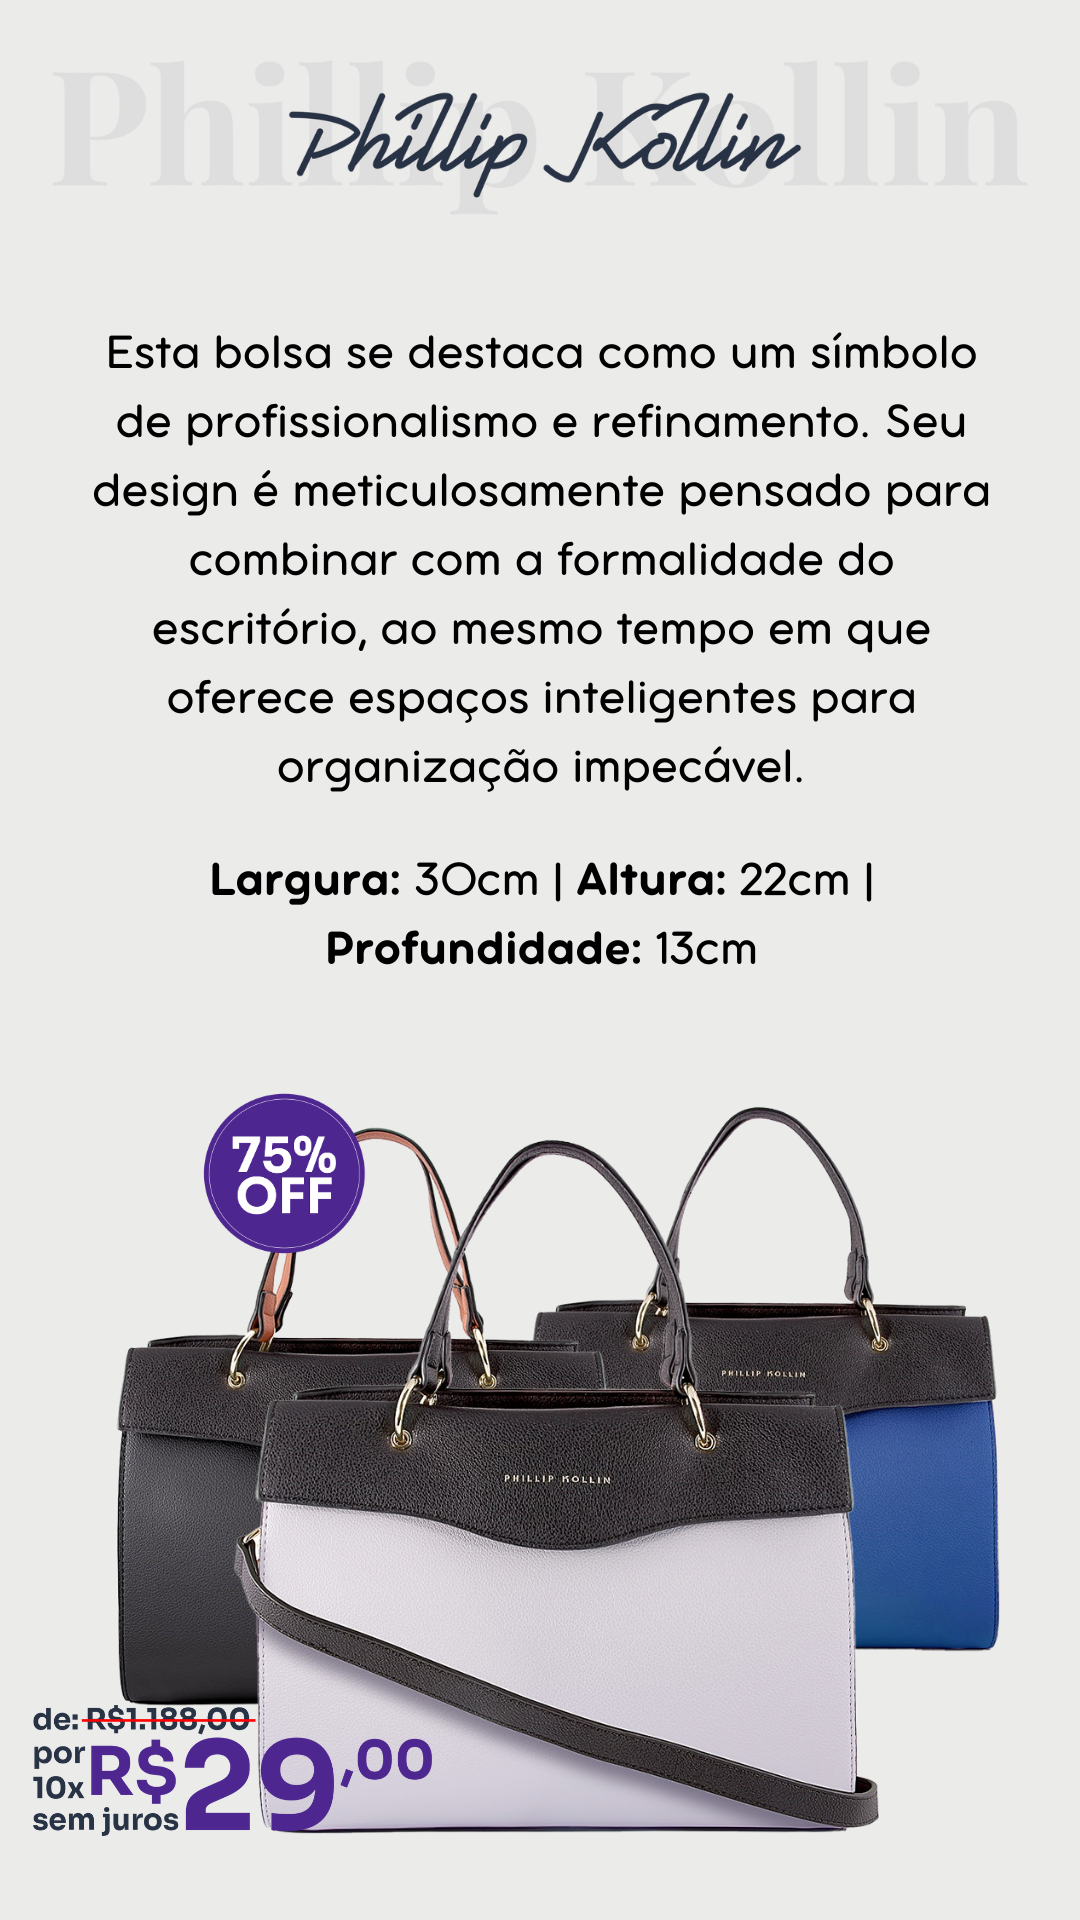 Phillip Kollin
Phillip Kollin
Esta bolsa se destaca como um símbolo
de profissionalismo e refinamento. Seu
design é meticulosamente pensado para
combinar com a formalidade do
escritório, ao mesmo tempo em que
oferece espaços inteligentes para
organização impecável.
Largura: 30cm | Altura: 22cm |
Profundidade: 13cm
75%
OFF
PHILLIP KOLLIN
PHILLIP KOLLIN
de: R$1.188,00
por
10x
sem juros
R$29,00